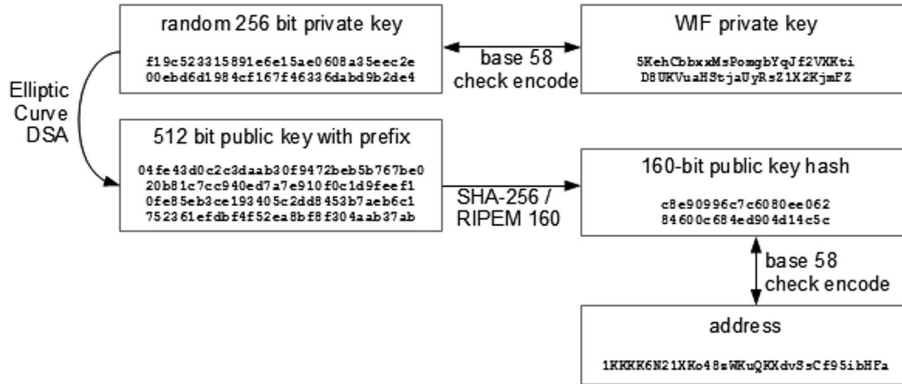 random 256 bit private key
f19c523315891e6e15ae0608a35eec2e
00ebd6d1984cf167f46336dabd9b2de4
base 58
check encode
WIF private key
5KehCbbxxMsPomgbYqJf2VXKti
D8UKVuaHStjaUyRsZ1X2KjmFZ
Elliptic
Curve
DSA
512 bit public key with prefix
04fe43d0c2c3daab30f9472beb5b767be0
20b81c7cc940ed7a7e910f0c1d9feef1
0fe85eb3ce193405c2dd8453b7aeb6c1
752361efdbf4f52ea8bf8f304aab37ab
SHA-256 /
RIPEM 160
160-bit public key hash
c8e90996c7c6080ee062
84600c684ed904d14c5c
base 58
check encode
address
1KKKK6N21XKo48zWKuQKXdvSsCf95ibHFa